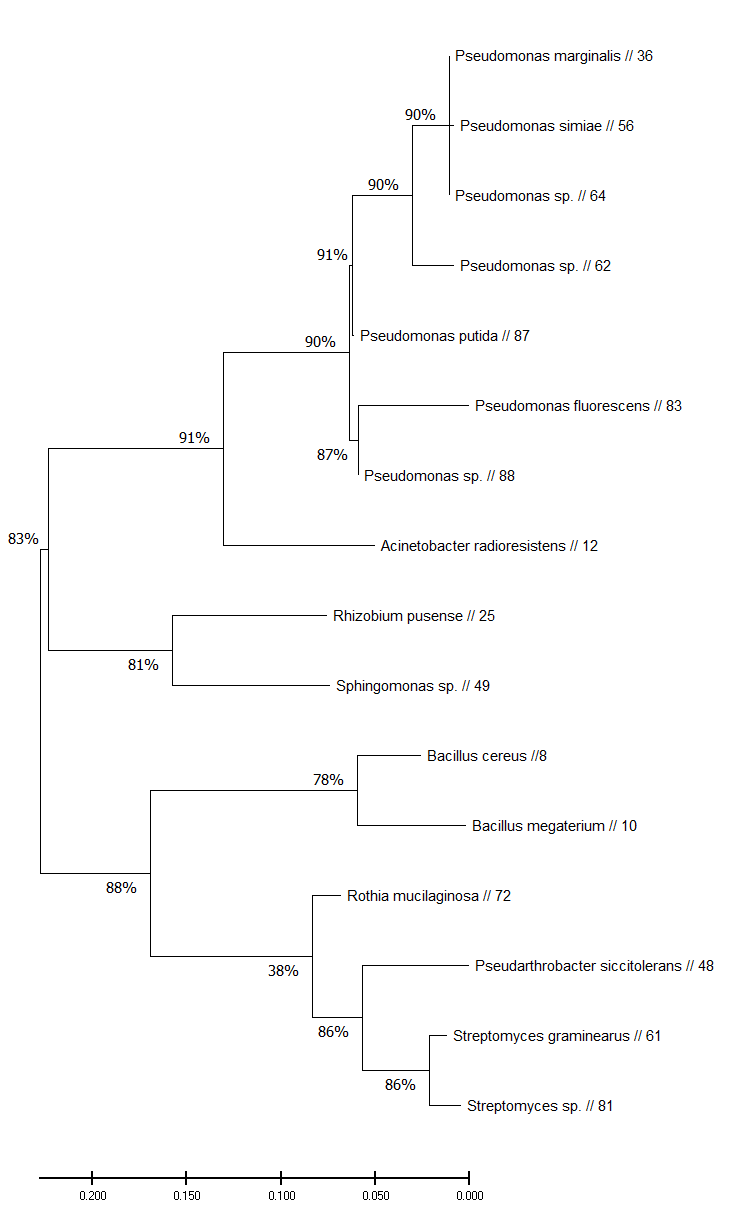 Pseudomonas marginalis // 36
90%
Pseudomonas simiae // 56
90%
Pseudomonas sp. // 64
91%
Pseudomonas sp. // 62
90%
Pseudomonas putida // 87
Pseudomonas fluorescens // 83
91%
87%
Pseudomonas sp. // 88
83%
Acinetobacter radioresistens // 12
Rhizobium pusense // 25
81%
Sphingomonas sp. // 49
Bacillus cereus //8
78%
Bacillus megaterium // 10
88%
Rothia mucilaginosa // 72
38%
Pseudarthrobacter siccitolerans // 48
86%
Streptomyces graminearus // 61
86%
Streptomyces sp. // 81
0.200 0.150 0.100 0.050 0.000